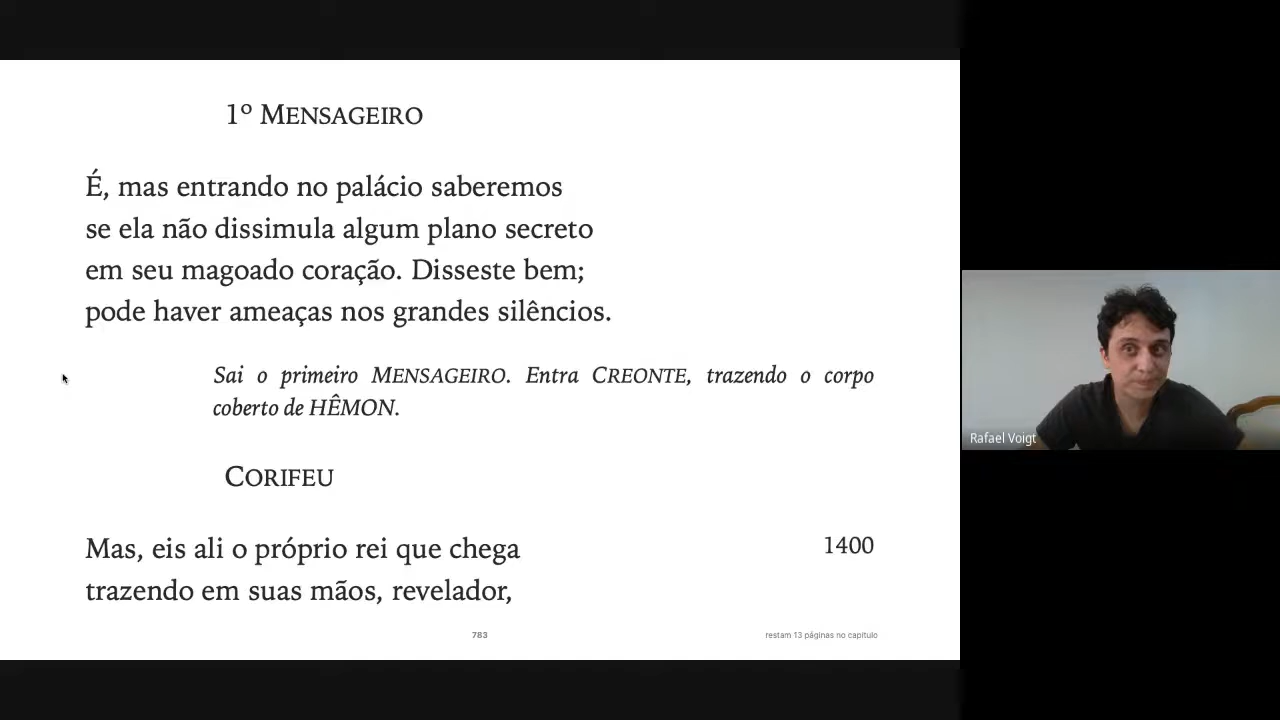 1º MENSAGEIRO
É, mas entrando no palácio saberemos
se ela não dissimula algum plano secreto
em seu magoado coração. Disseste bem;
pode haver ameaças nos grandes silêncios.
Sai o primeiro MENSAGEIRO. Entra CREONTE, trazendo o corpo
coberto de HÊMON.
CORIFEU
Mas, eis ali o próprio rei que chega 1400
trazendo em suas mãos, revelador,
783 restam 13 páginas no capítulo
Rafael Voigt